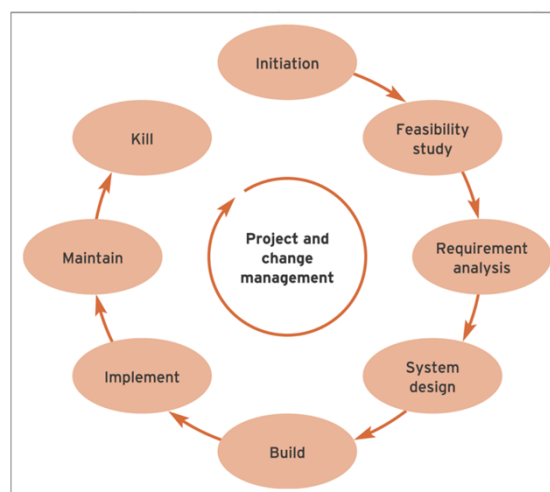 Initiation
Feasibility
study
Requirement
analysis
System
design
Build
Implement
Maintain
Kill
Project and
change
management